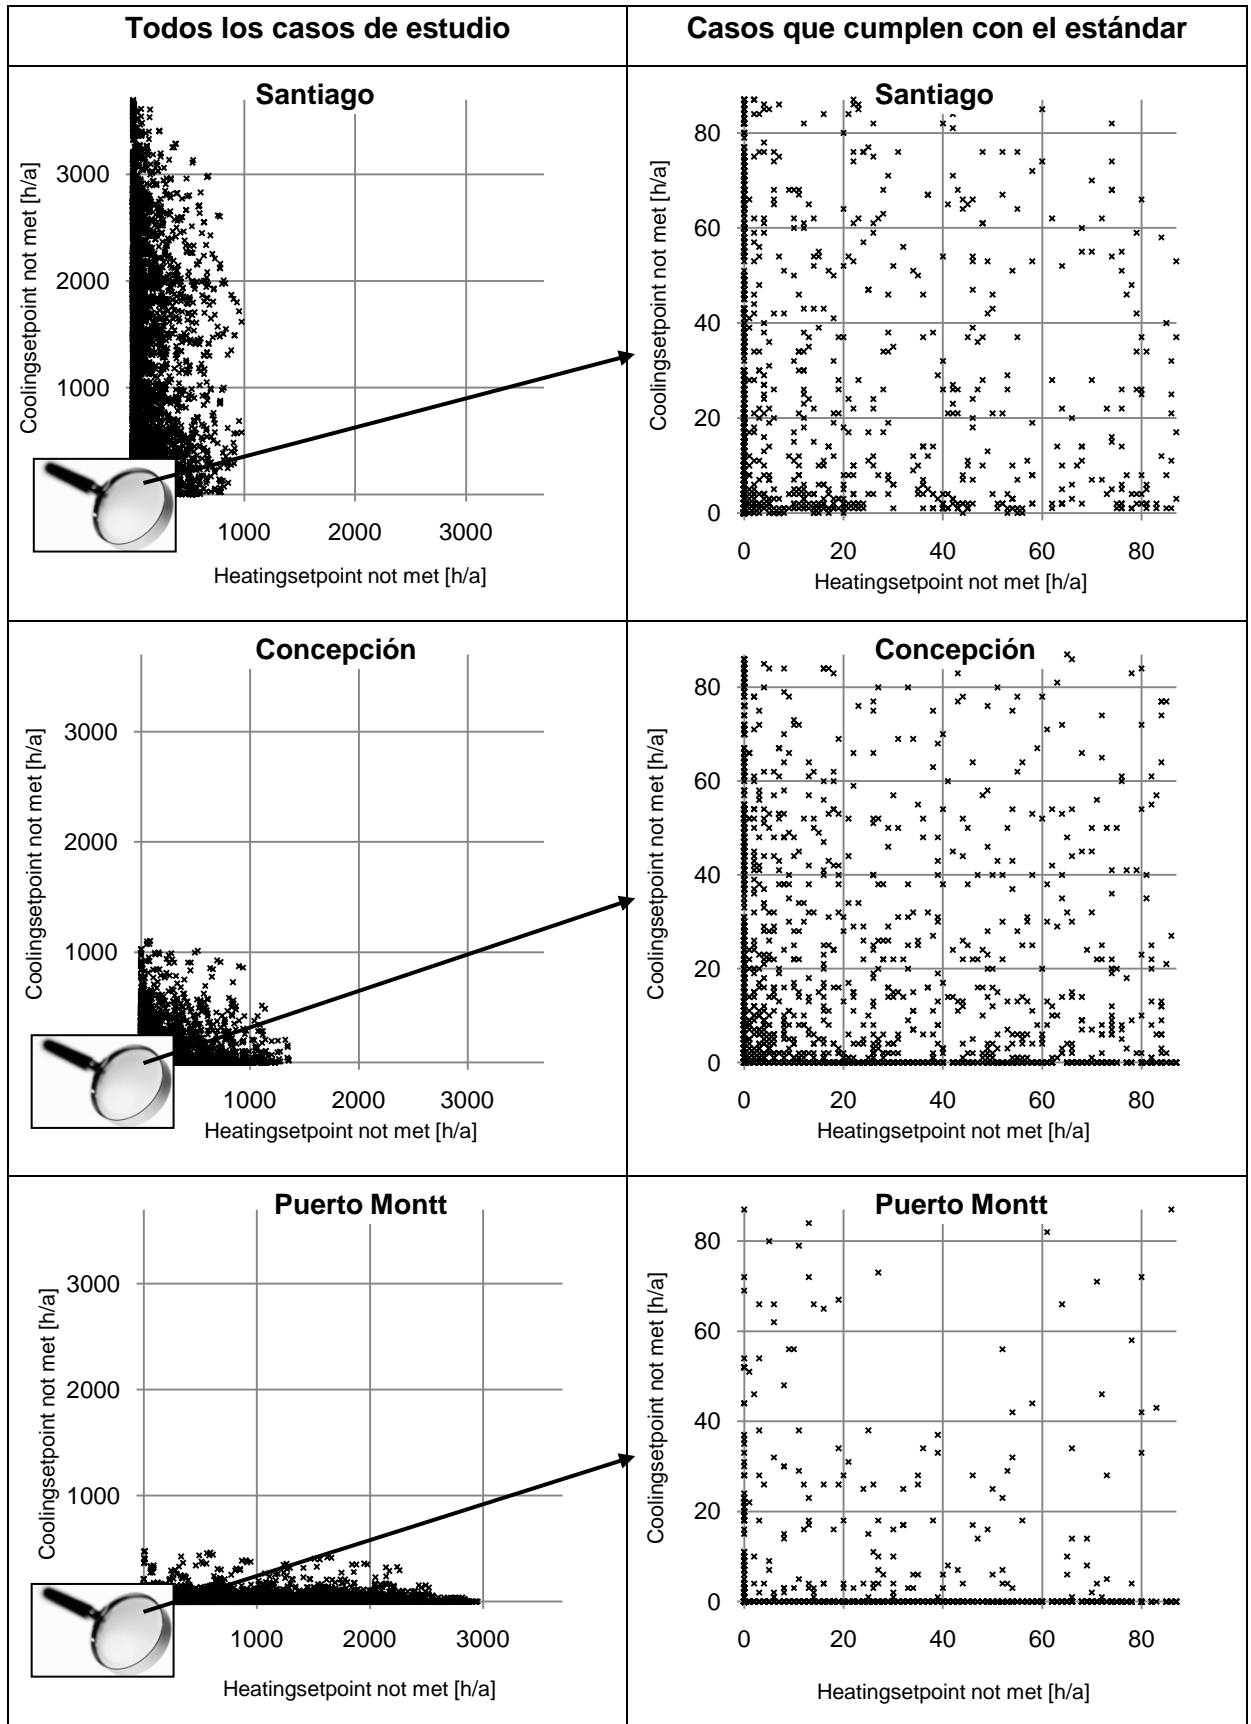 Todos los casos de estudio
Casos que cumplen con el estándar
Santiago
Coolingsetpoint not met [h/a]
3000
2000
1000
1000 2000 3000
Heatingsetpoint not met [h/a]
Santiago
Coolingsetpoint not met [h/a]
80
60
40
20
0
0 20 40 60 80
Heatingsetpoint not met [h/a]
Concepción
Coolingsetpoint not met [h/a]
3000
2000
1000
1000 2000 3000
Heatingsetpoint not met [h/a]
Concepción
Coolingsetpoint not met [h/a]
80
60
40
20
0
0 20 40 60 80
Heatingsetpoint not met [h/a]
Puerto Montt
Coolingsetpoint not met [h/a]
3000
2000
1000
1000 2000 3000
Heatingsetpoint not met [h/a]
Puerto Montt
Coolingsetpoint not met [h/a]
80
60
40
20
0
0 20 40 60 80
Heatingsetpoint not met [h/a]